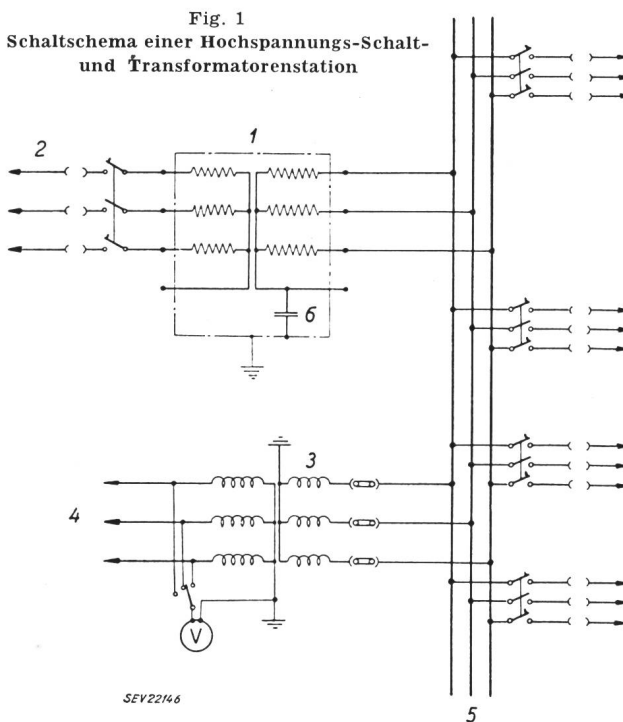 Fig. 1
Schaltschema einer Hochspannungs-Schalt-
und Transformatorenstation
1
2
6
3
4
V
SEV22146
5